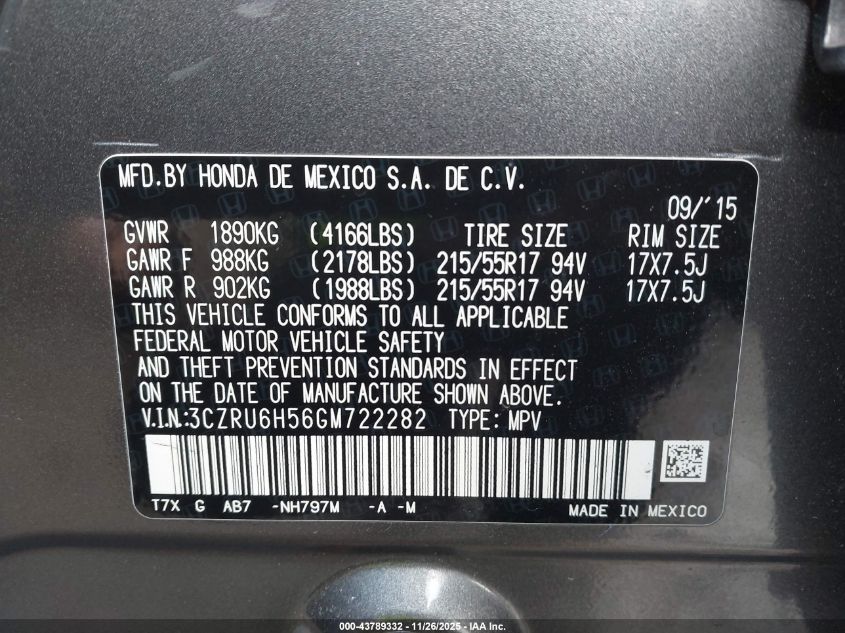 MFD.BY HONDA DE MEXICO S.A. DE C.V.
09/'15
GVWR 1890KG (4166LBS) TIRE SIZE RIM SIZE
GAWR F 988KG (2178LBS) 215/55R17 94V 17X7.5J
GAWR R 902KG (1988LBS) 215/55R17 94V 17X7.5J
THIS VEHICLE CONFORMS TO ALL APPLICABLE
FEDERAL MOTOR VEHICLE SAFETY
AND THEFT PREVENTION STANDARDS IN EFFECT
ON THE DATE OF MANUFACTURE SHOWN ABOVE.
V.I.N.:3CZRU6H56GM722282 TYPE: MPV
T7X G AB7 -NH797M -A -M MADE IN MEXICO
000-43789332 - 11/26/2025 - IAA Inc.